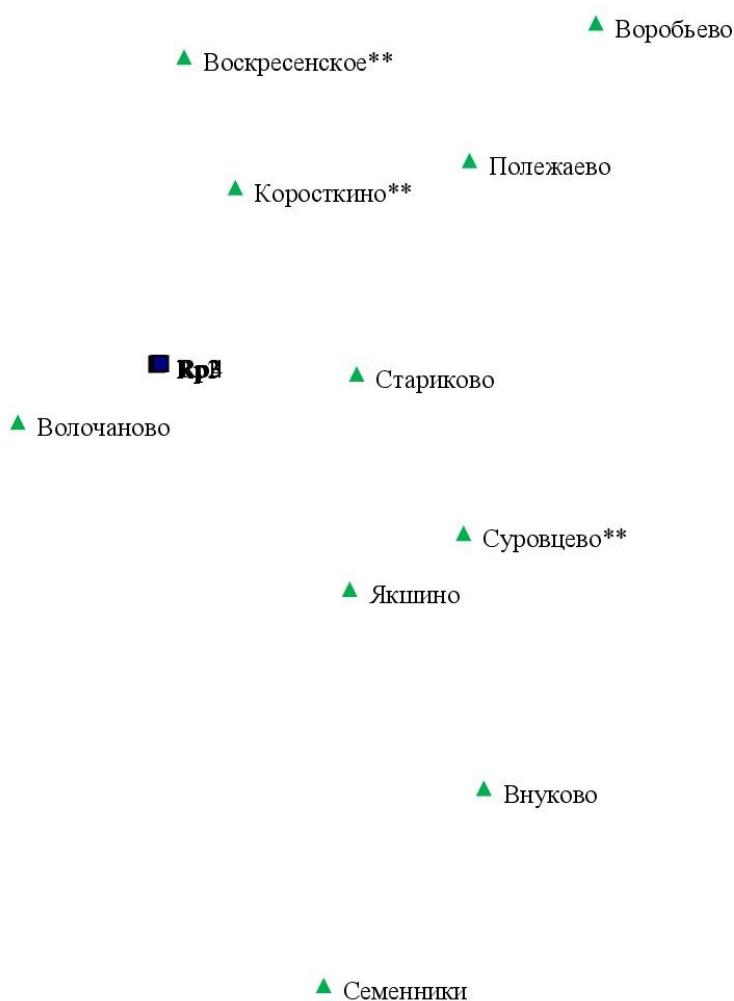 Воробьево
Воскресенское**
Полежаево
Коросткино**
Стариково
Волочаново
Суровцево**
Якшино
Внуково
Семенники